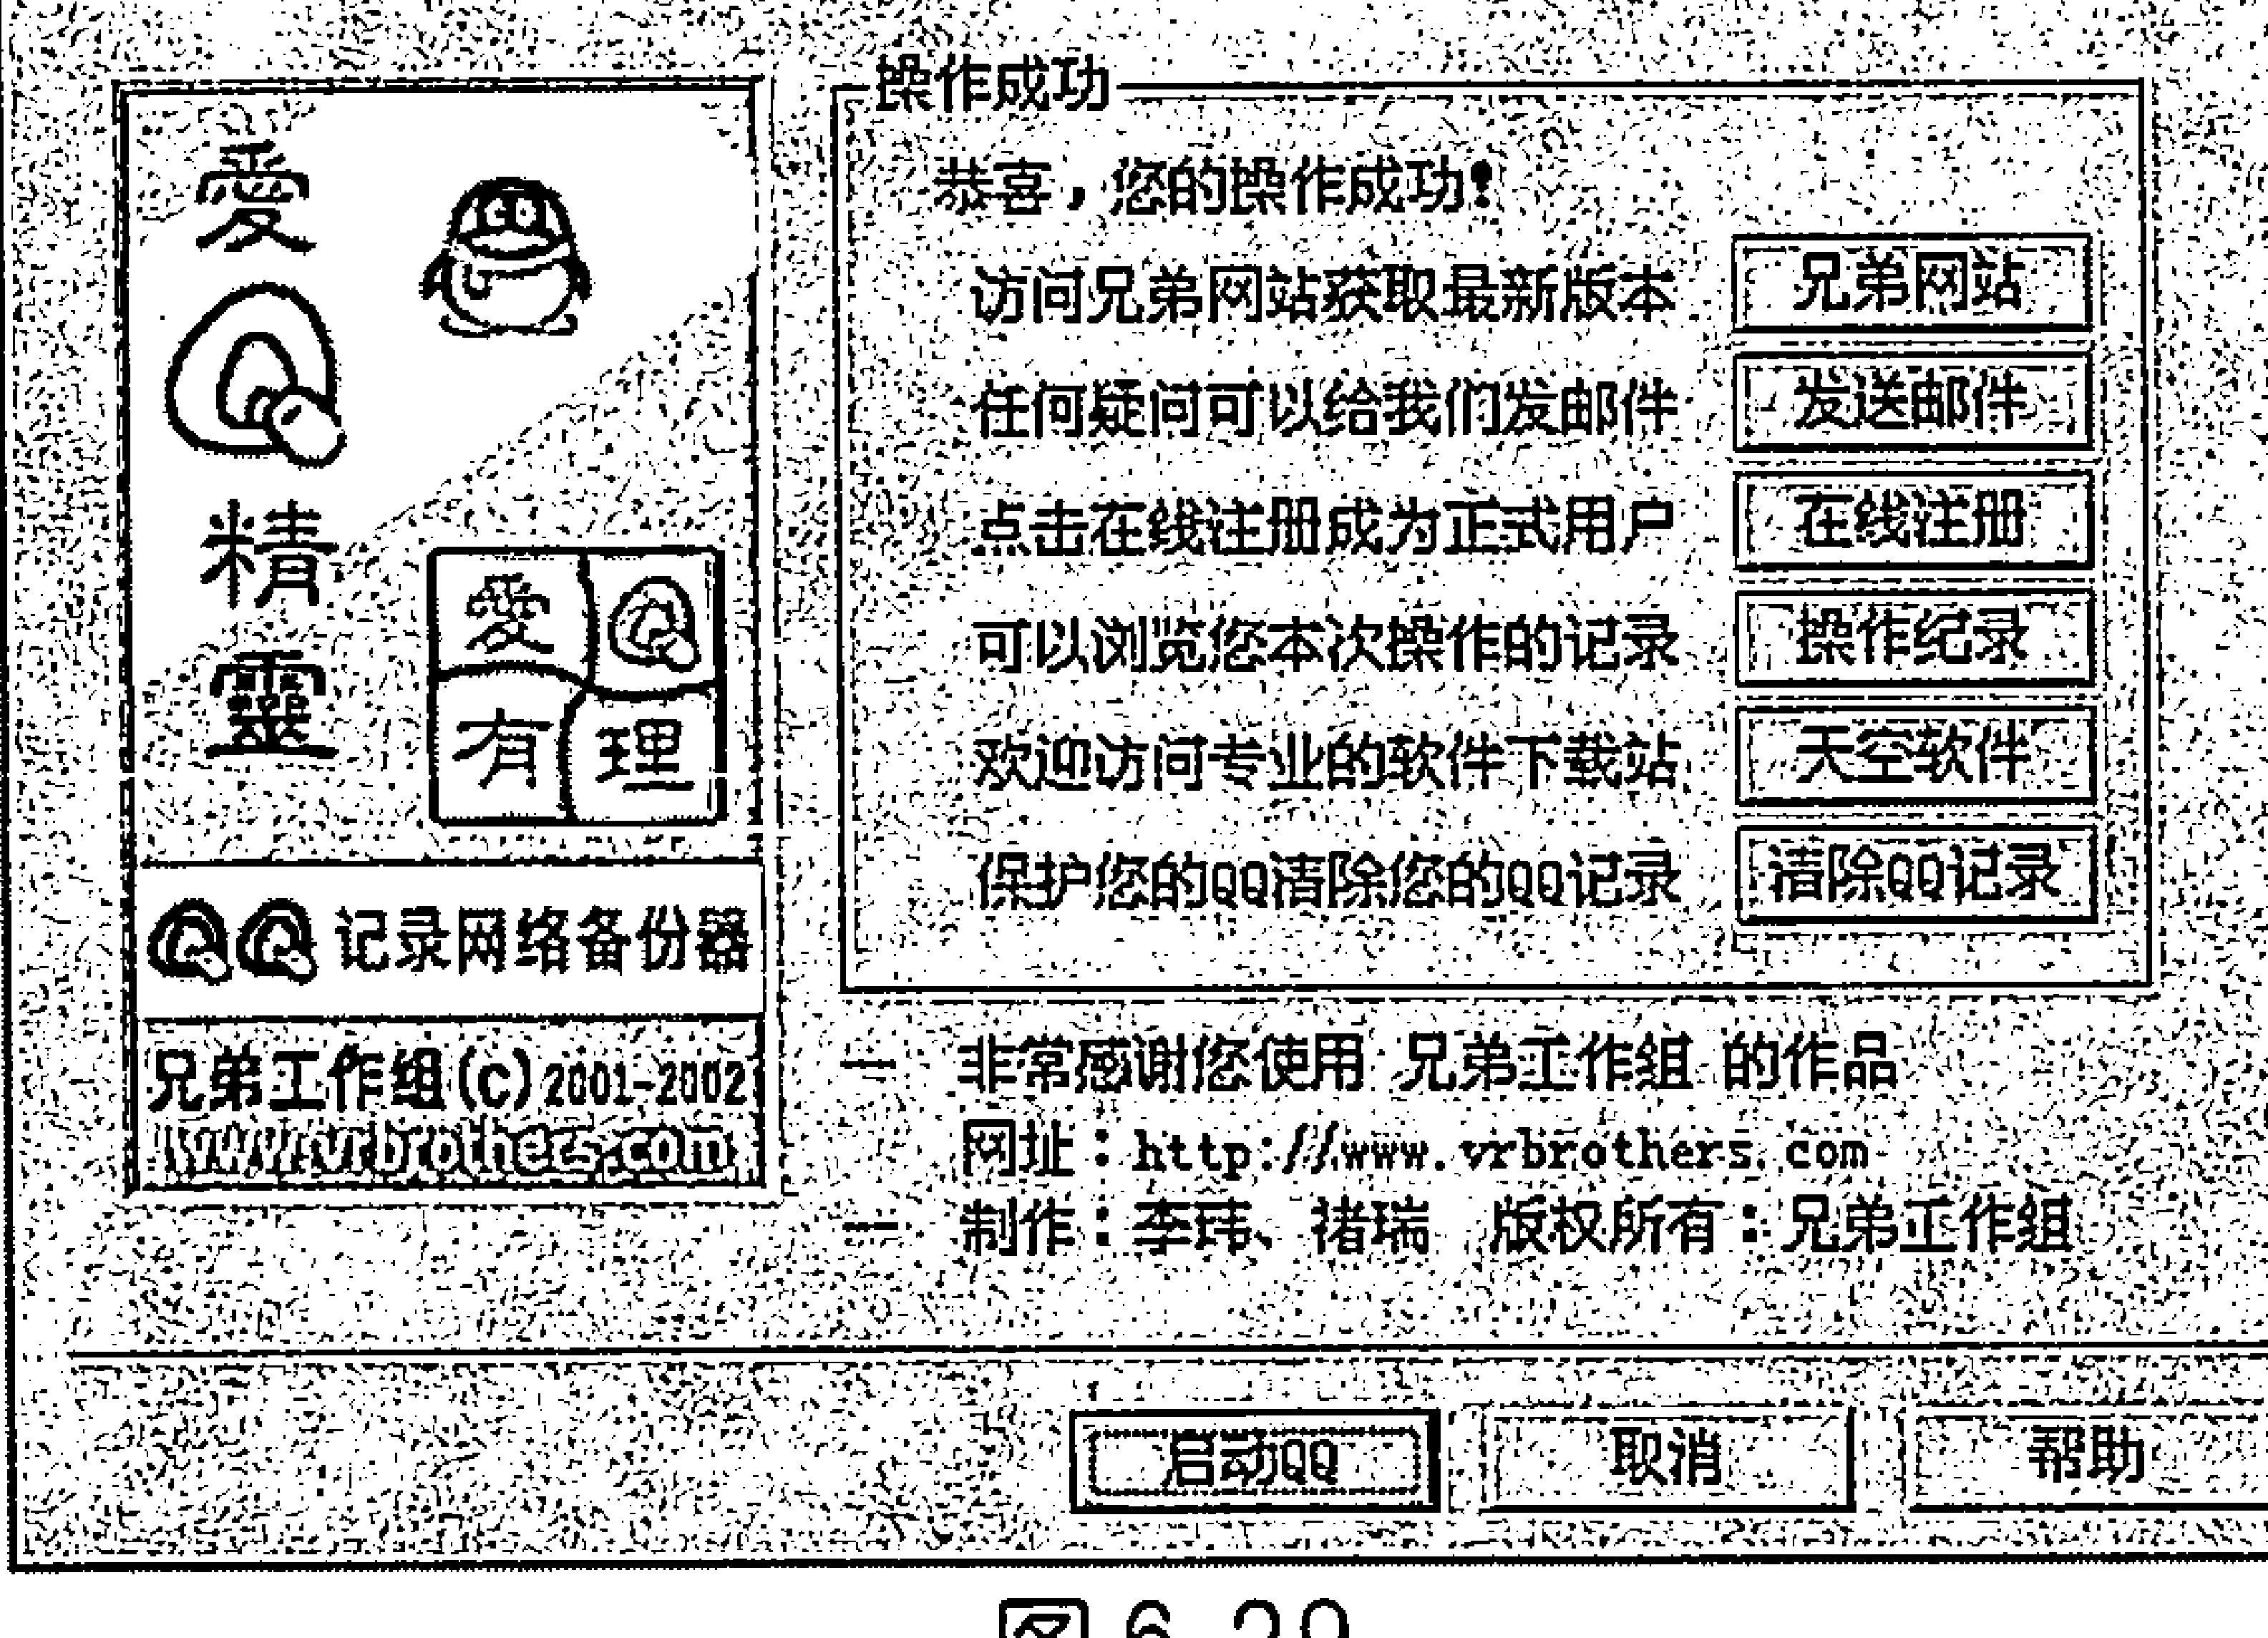 愛
Q
精
靈
愛Q
有理
QQ 记录网络备份器
兄弟工作组(C)2001-2002
www.vrbrothers.com
操作成功
恭喜，您的操作成功!
访问兄弟网站获取最新版本 兄弟网站
任何疑问可以给我们发邮件 发送邮件
点击在线注册成为正式用户 在线注册
可以浏览您本次操作的记录 操作纪录
欢迎访问专业的软件下载站 天空软件
保护您的QQ清除您的QQ记录 清除QQ记录
非常感谢您使用 兄弟工作组 的作品
网址：http://www.vrbrothers.com
制作：李玮、褚瑞 版权所有：兄弟工作组
启动QQ 取消 帮助